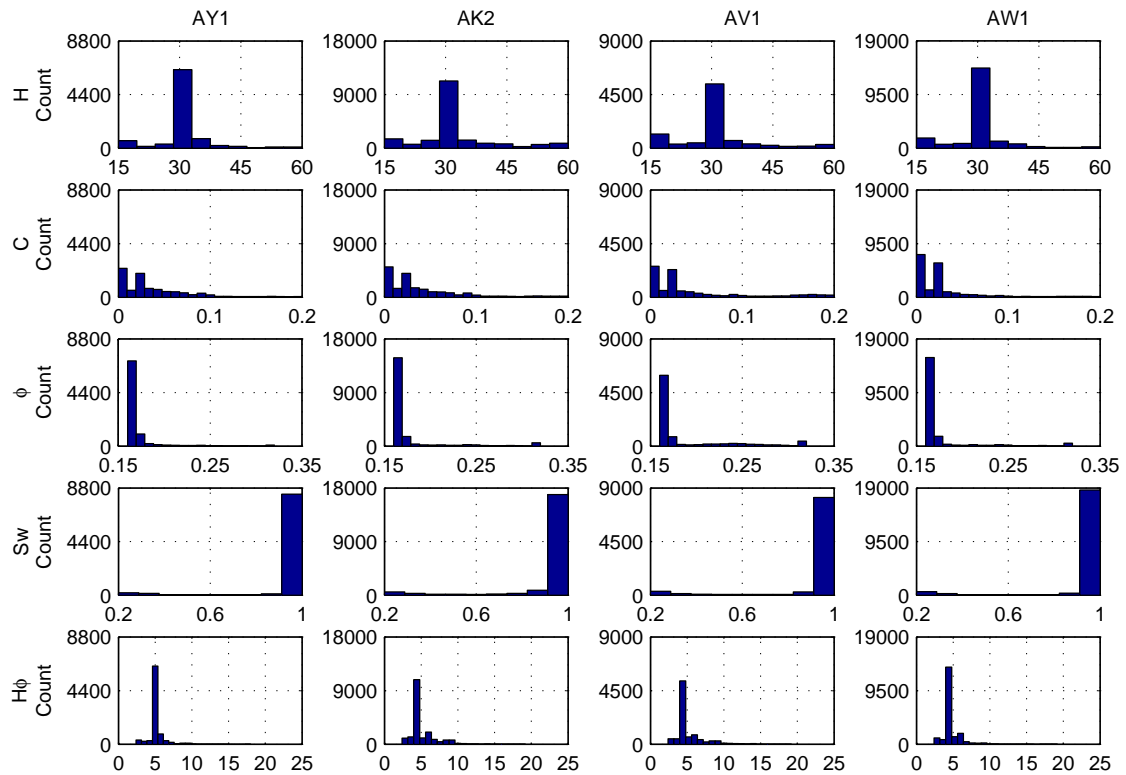 AY1 AK2 AV1 AW1
H Count
8800 4400 0 15 30 45 60
18000 9000 0 15 30 45 60
9000 4500 0 15 30 45 60
19000 9500 0 15 30 45 60
C Count
8800 4400 0 0 0.1 0.2
18000 9000 0 0 0.1 0.2
9000 4500 0 0 0.1 0.2
19000 9500 0 0 0.1 0.2
ϕ Count
8800 4400 0 0.15 0.25 0.35
18000 9000 0 0.15 0.25 0.35
9000 4500 0 0.15 0.25 0.35
19000 9500 0 0.15 0.25 0.35
Sw Count
8800 4400 0 0.2 0.6 1
18000 9000 0 0.2 0.6 1
9000 4500 0 0.2 0.6 1
19000 9500 0 0.2 0.6 1
Hϕ Count
8800 4400 0 0 5 10 15 20 25
18000 9000 0 0 5 10 15 20 25
9000 4500 0 0 5 10 15 20 25
19000 9500 0 0 5 10 15 20 25